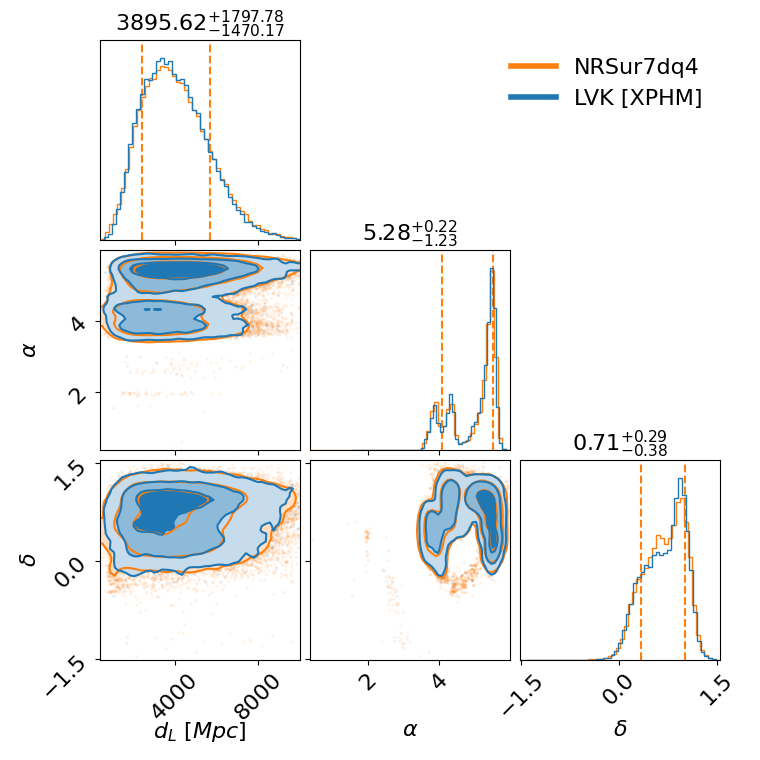 3895.62+1797.78−1470.17
NRSur7dq4
LVK [XPHM]
5.28+0.22−1.23
4
2
α
0.71+0.29−0.38
1.5
0.0
−1.5
δ
4000
8000
2
4
−1.5
0.0
1.5
d_L [Mpc]
α
δ